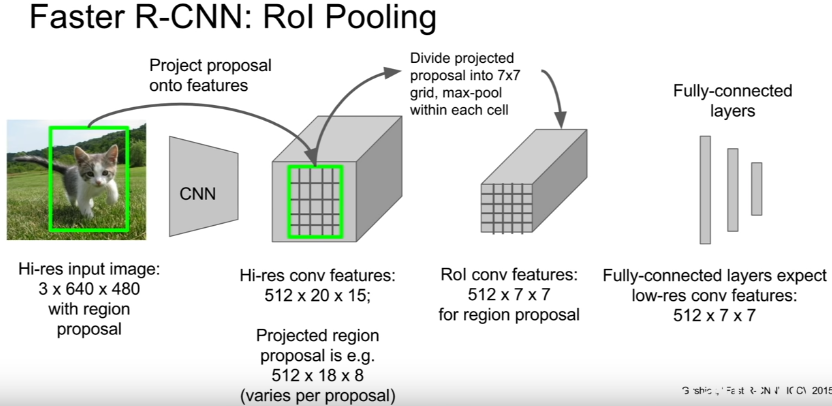 Faster R-CNN: RoI Pooling
Project proposal
onto features
Divide projected
proposal into 7x7
grid, max-pool
within each cell
Fully-connected
layers
CNN
Hi-res input image:
3 x 640 x 480
with region
proposal
Hi-res conv features:
512 x 20 x 15;
Projected region
proposal is e.g.
512 x 18 x 8
(varies per proposal)
RoI conv features:
512 x 7 x 7
for region proposal
Fully-connected layers expect
low-res conv features:
512 x 7 x 7
2015